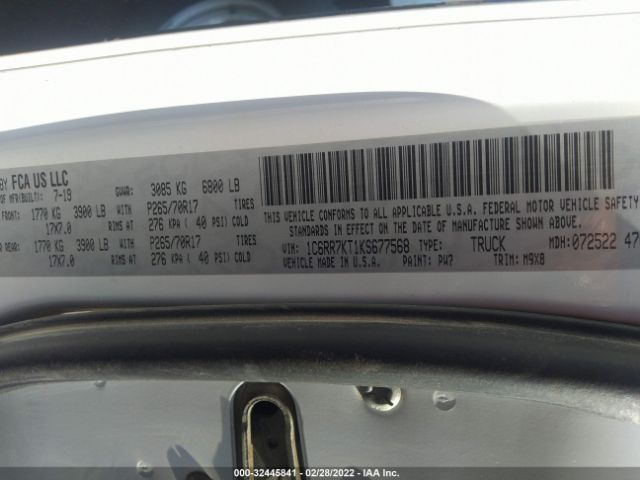 BY FCA US LLC
OF MFR(BUILT): 7-19 GVWR: 3085 KG 6800 LB
FRONT: 1770 KG 3900 LB WITH P265/70R17 TIRES
17X7.0 RIMS AT 276 KPA ( 40 PSI) COLD
REAR: 1770 KG 3900 LB WITH P265/70R17 TIRES
17X7.0 RIMS AT 276 KPA ( 40 PSI) COLD
THIS VEHICLE CONFORMS TO ALL APPLICABLE U.S.A. FEDERAL MOTOR VEHICLE SAFETY
STANDARDS IN EFFECT ON THE DATE OF MANUFACTURE SHOWN ABOVE.
VIN: 1C6RR7KT1KS677568 TYPE: TRUCK MDH: 072522 47
VEHICLE MADE IN U.S.A. PAINT: PW7 TRIM: M9X8
000-32445841 - 02/28/2022 - IAA Inc.